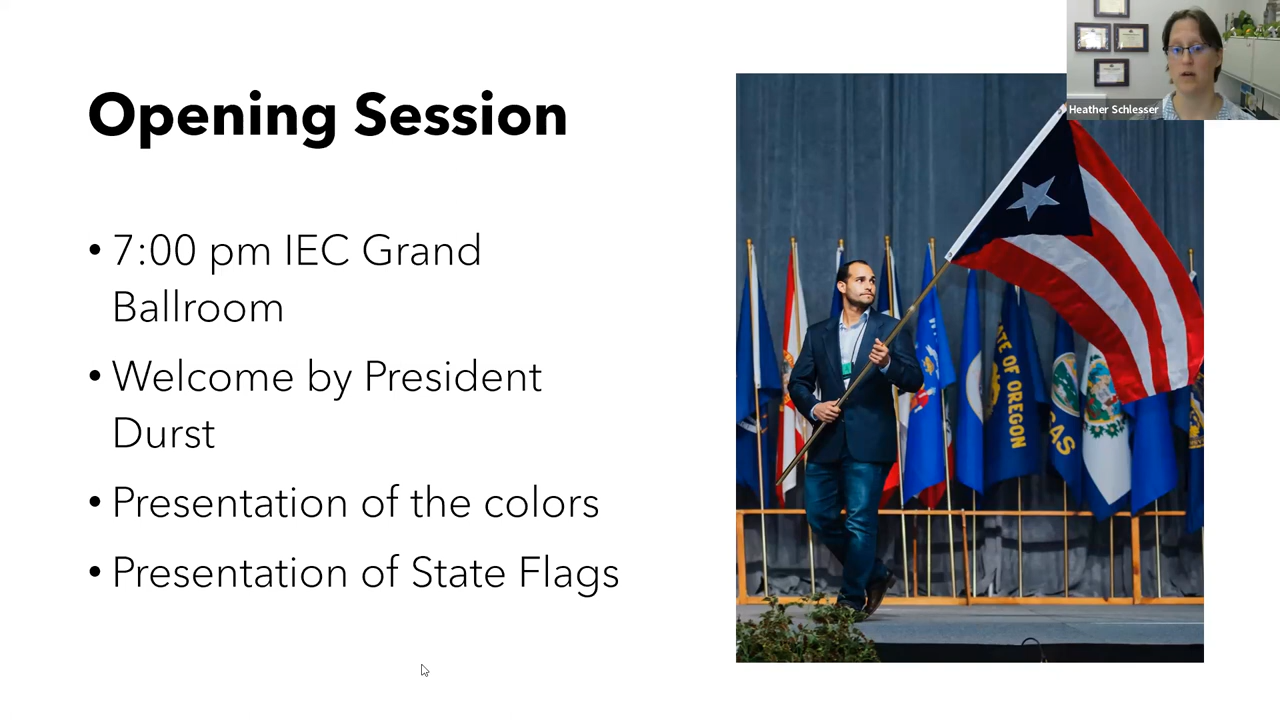 Opening Session
• 7:00 pm IEC Grand
Ballroom
• Welcome by President
Durst
• Presentation of the colors
• Presentation of State Flags
Heather Schlesser
OREGON